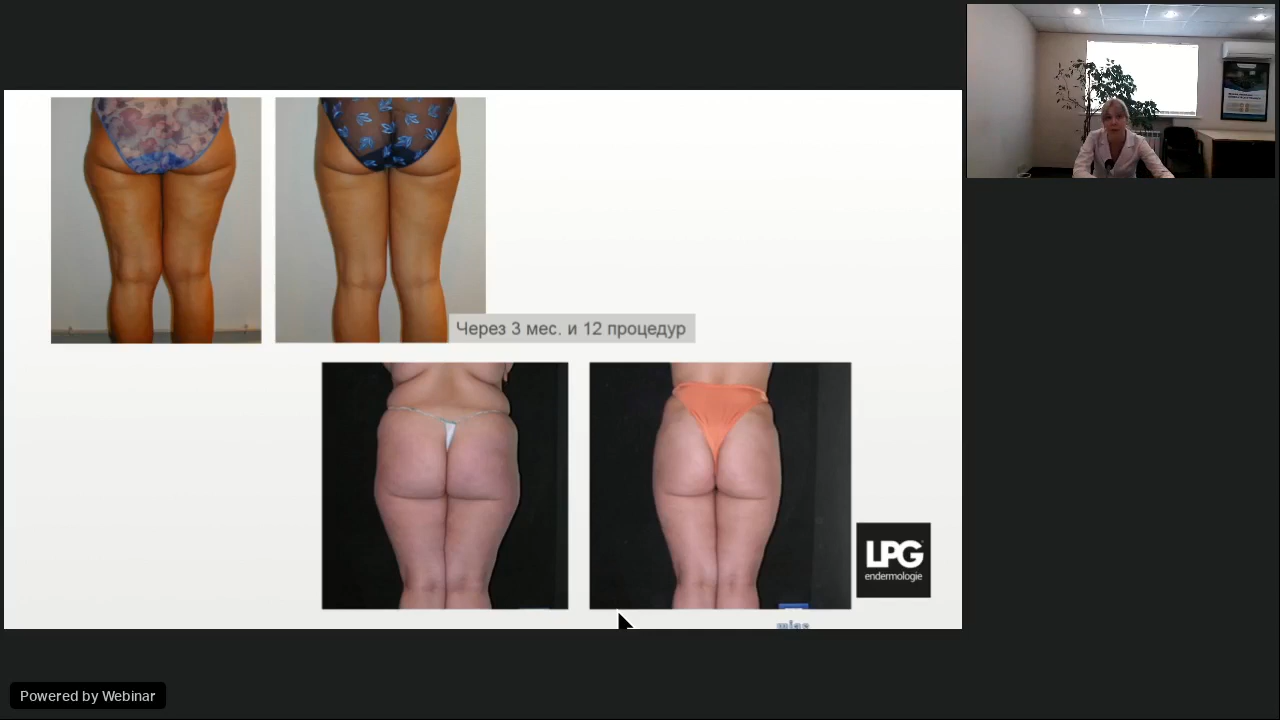 Через 3 мес. и 12 процедур
LPG
endermologie
Powered by Webinar